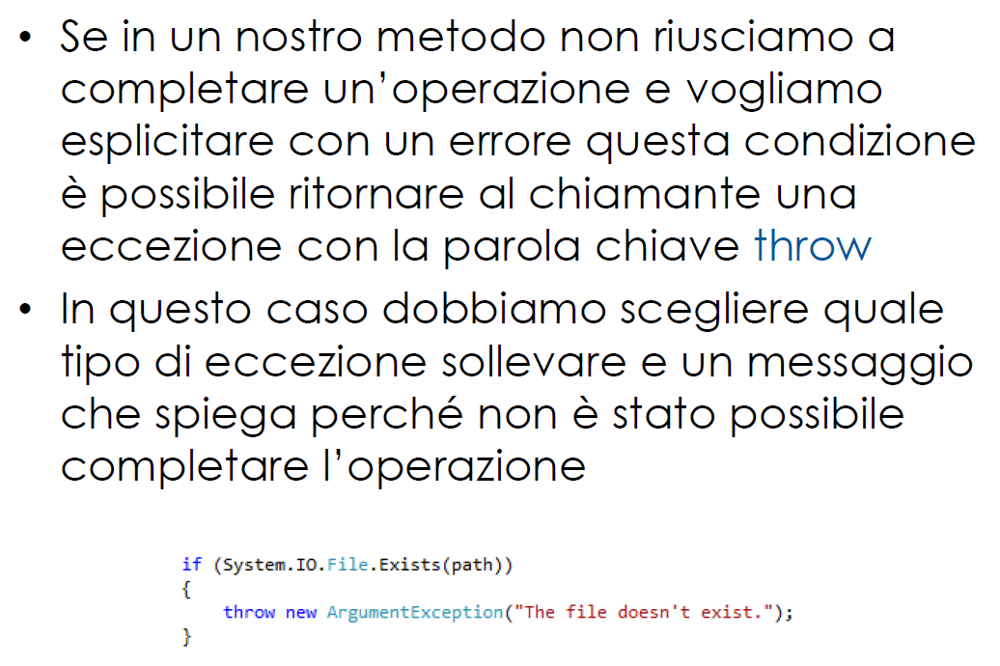 • Se in un nostro metodo non riusciamo a
completare un’operazione e vogliamo
esplicitare con un errore questa condizione
è possibile ritornare al chiamante una
eccezione con la parola chiave throw
• In questo caso dobbiamo scegliere quale
tipo di eccezione sollevare e un messaggio
che spiega perché non è stato possibile
completare l’operazione
if (System.IO.File.Exists(path))
{
    throw new ArgumentException("The file doesn't exist.");
}